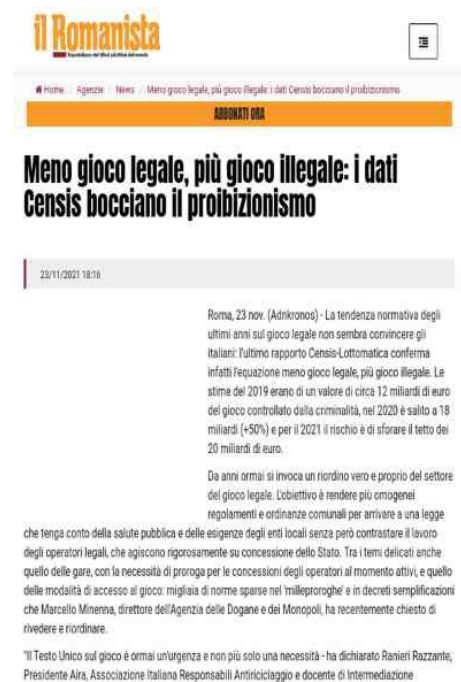 il Romanista
Home / Agenzie / News / Meno gioco legale, più gioco illegale: i dati Censis bocciano il proibizionismo
ABBONATI ORA
Meno gioco legale, più gioco illegale: i dati
Censis bocciano il proibizionismo
23/11/2021 18:16
Roma, 23 nov. (Adnkronos) - La tendenza normativa degli
ultimi anni sul gioco legale non sembra convincere gli
italiani: l'ultimo rapporto Censis-Lottomatica conferma
infatti l'equazione meno gioco legale, più gioco illegale. Le
stime del 2019 erano di un valore di circa 12 miliardi di euro
del gioco controllato dalla criminalità, nel 2020 è salito a 18
miliardi (+50%) e per il 2021 il rischio è di sforare il tetto dei
20 miliardi di euro.
Da anni ormai si invoca un riordino vero e proprio del settore
del gioco legale. L'obiettivo è rendere più omogenei
regolamenti e ordinanze comunali per arrivare a una legge
che tenga conto della salute pubblica e delle esigenze degli enti locali senza però contrastare il lavoro
degli operatori legali, che agiscono rigorosamente su concessione dello Stato. Tra i temi delicati anche
quello delle gare, con la necessità di proroga per le concessioni degli operatori al momento attivi, e quello
delle modalità di accesso al gioco: migliaia di norme sparse nel 'milleproroghe' e in decreti semplificazioni
che Marcello Minenna, direttore dell'Agenzia delle Dogane e dei Monopoli, ha recentemente chiesto di
rivedere e riordinare.
"Il Testo Unico sul gioco è ormai un'urgenza e non più solo una necessità - ha dichiarato Ranieri Razzante,
Presidente Aira, Associazione Italiana Responsabili Antiriciclaggio e docente di Intermediazione